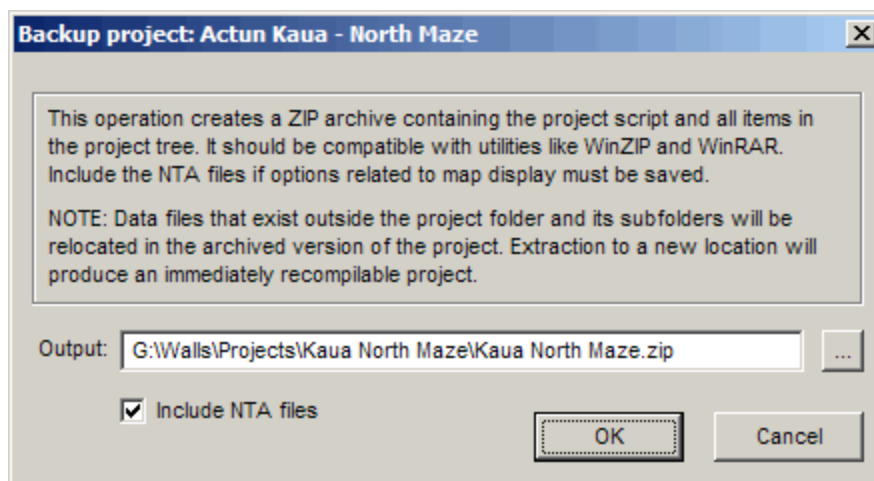 Backup project: Actun Kaua - North Maze
This operation creates a ZIP archive containing the project script and all items in
the project tree. It should be compatible with utilities like WinZIP and WinRAR.
Include the NTA files if options related to map display must be saved.
NOTE: Data files that exist outside the project folder and its subfolders will be
relocated in the archived version of the project. Extraction to a new location will
produce an immediately recompilable project.
Output: G:\Walls\Projects\Kaua North Maze\Kaua North Maze.zip ...
Include NTA files
OK Cancel